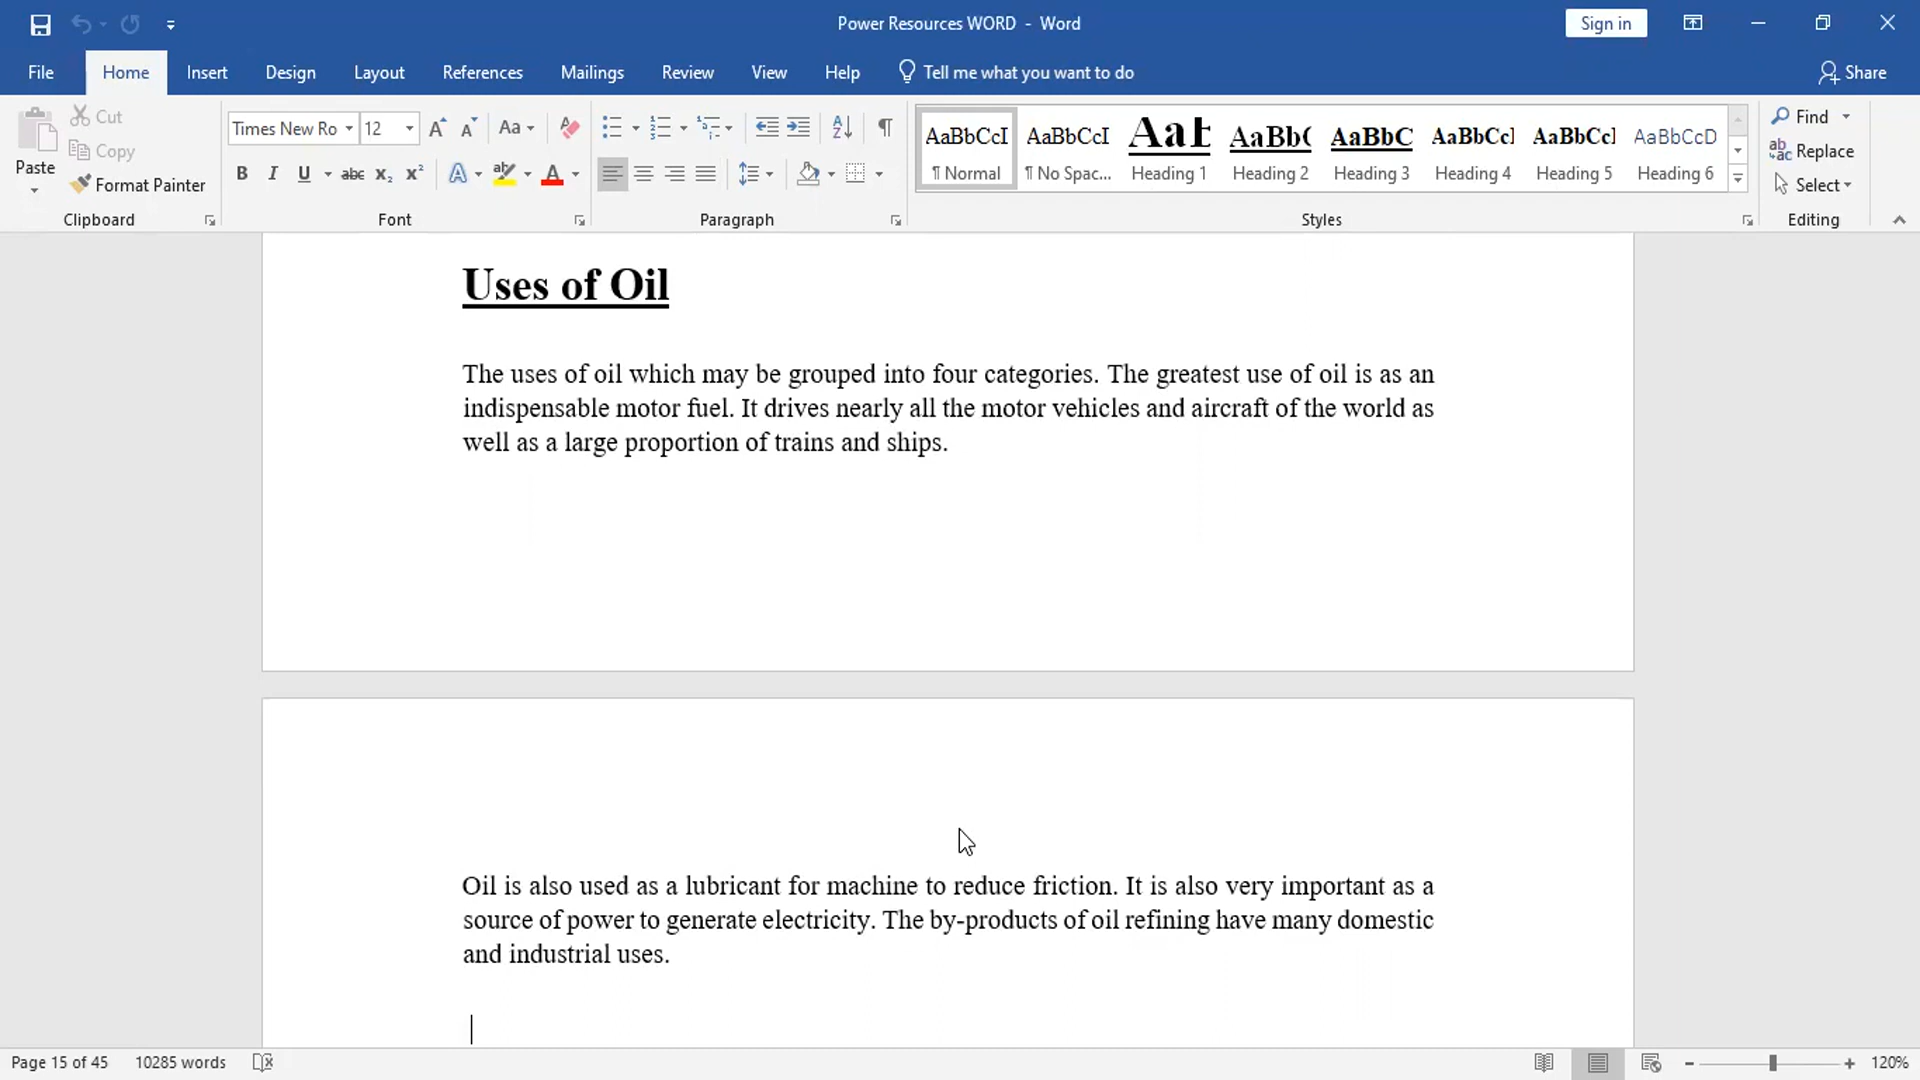 Power Resources WORD - Word
Sign in
File Home Insert Design Layout References Mailings Review View Help Tell me what you want to do Share
Paste
Cut
Copy
Format Painter
Clipboard
Times New Ro 12
Aa
B I U abc x₂ x²
A
A
Font
Paragraph
AaBbCcI AaBbCcI AaB AaBb( AaBbC AaBbCcI AaBbCcI AaBbCcD
¶ Normal ¶ No Spac... Heading 1 Heading 2 Heading 3 Heading 4 Heading 5 Heading 6
Styles
Find
Replace
Select
Editing
Uses of Oil
The uses of oil which may be grouped into four categories. The greatest use of oil is as an
indispensable motor fuel. It drives nearly all the motor vehicles and aircraft of the world as
well as a large proportion of trains and ships.
Oil is also used as a lubricant for machine to reduce friction. It is also very important as a
source of power to generate electricity. The by-products of oil refining have many domestic
and industrial uses.
Page 15 of 45 10285 words 120%